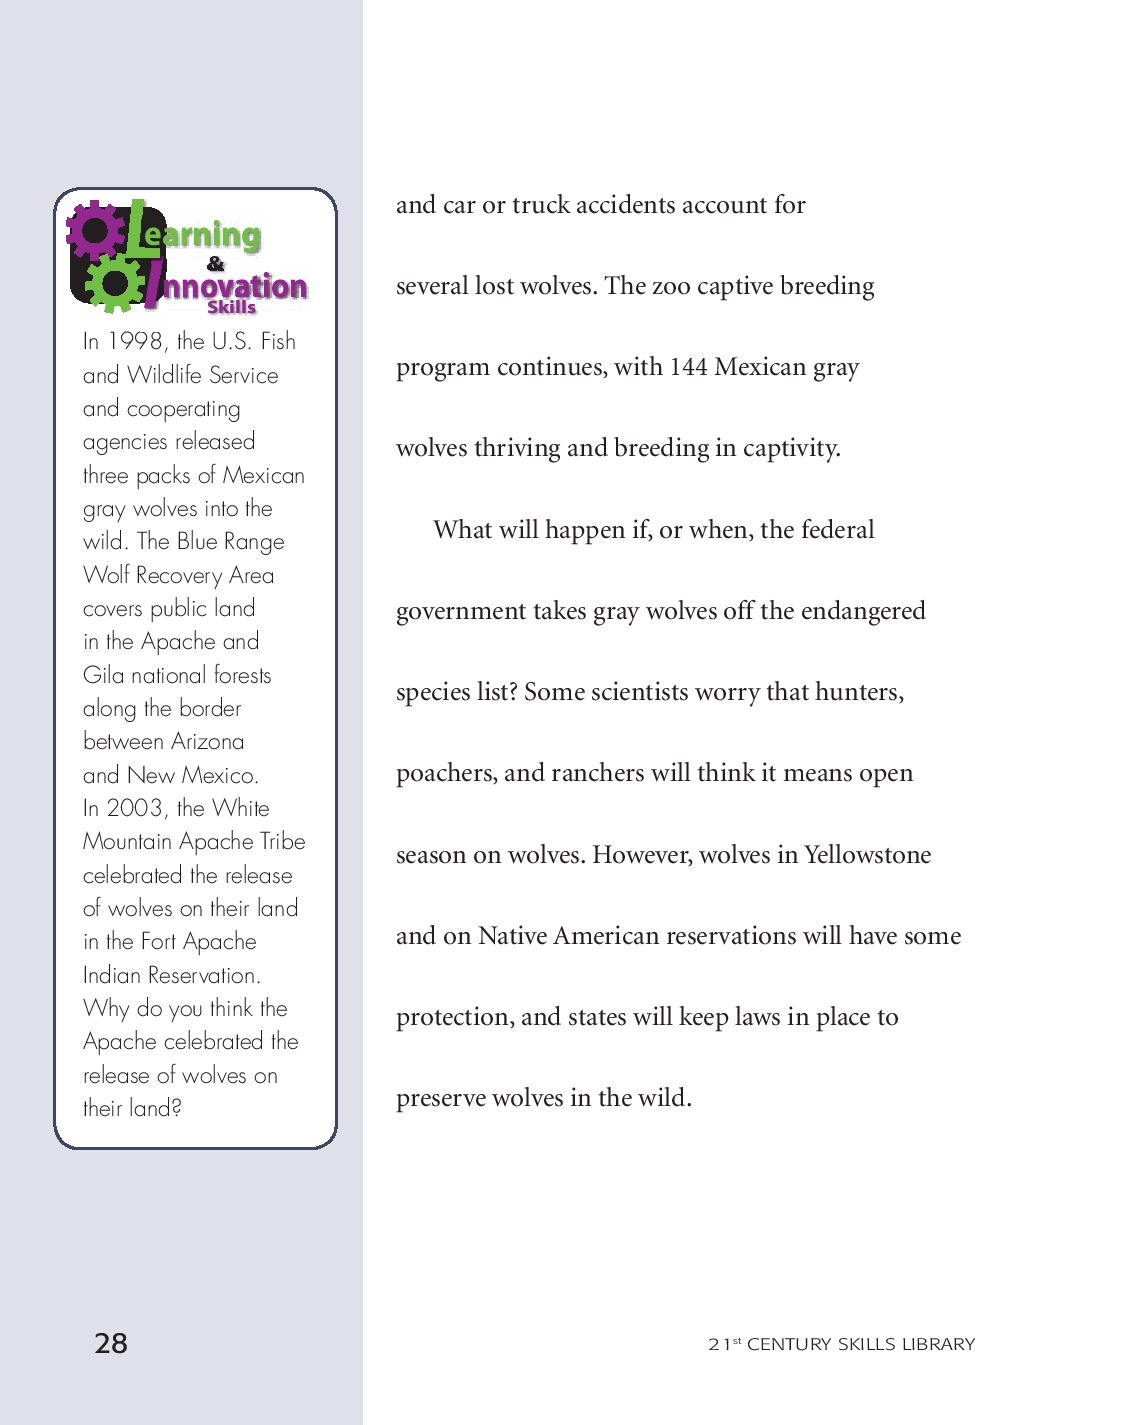 Learning
&
Innovation
Skills
In 1998, the U.S. Fish
and Wildlife Service
and cooperating
agencies released
three packs of Mexican
gray wolves into the
wild. The Blue Range
Wolf Recovery Area
covers public land
in the Apache and
Gila national forests
along the border
between Arizona
and New Mexico.
In 2003, the White
Mountain Apache Tribe
celebrated the release
of wolves on their land
in the Fort Apache
Indian Reservation.
Why do you think the
Apache celebrated the
release of wolves on
their land?
and car or truck accidents account for
several lost wolves. The zoo captive breeding
program continues, with 144 Mexican gray
wolves thriving and breeding in captivity.
What will happen if, or when, the federal
government takes gray wolves off the endangered
species list? Some scientists worry that hunters,
poachers, and ranchers will think it means open
season on wolves. However, wolves in Yellowstone
and on Native American reservations will have some
protection, and states will keep laws in place to
preserve wolves in the wild.
28
21st CENTURY SKILLS LIBRARY